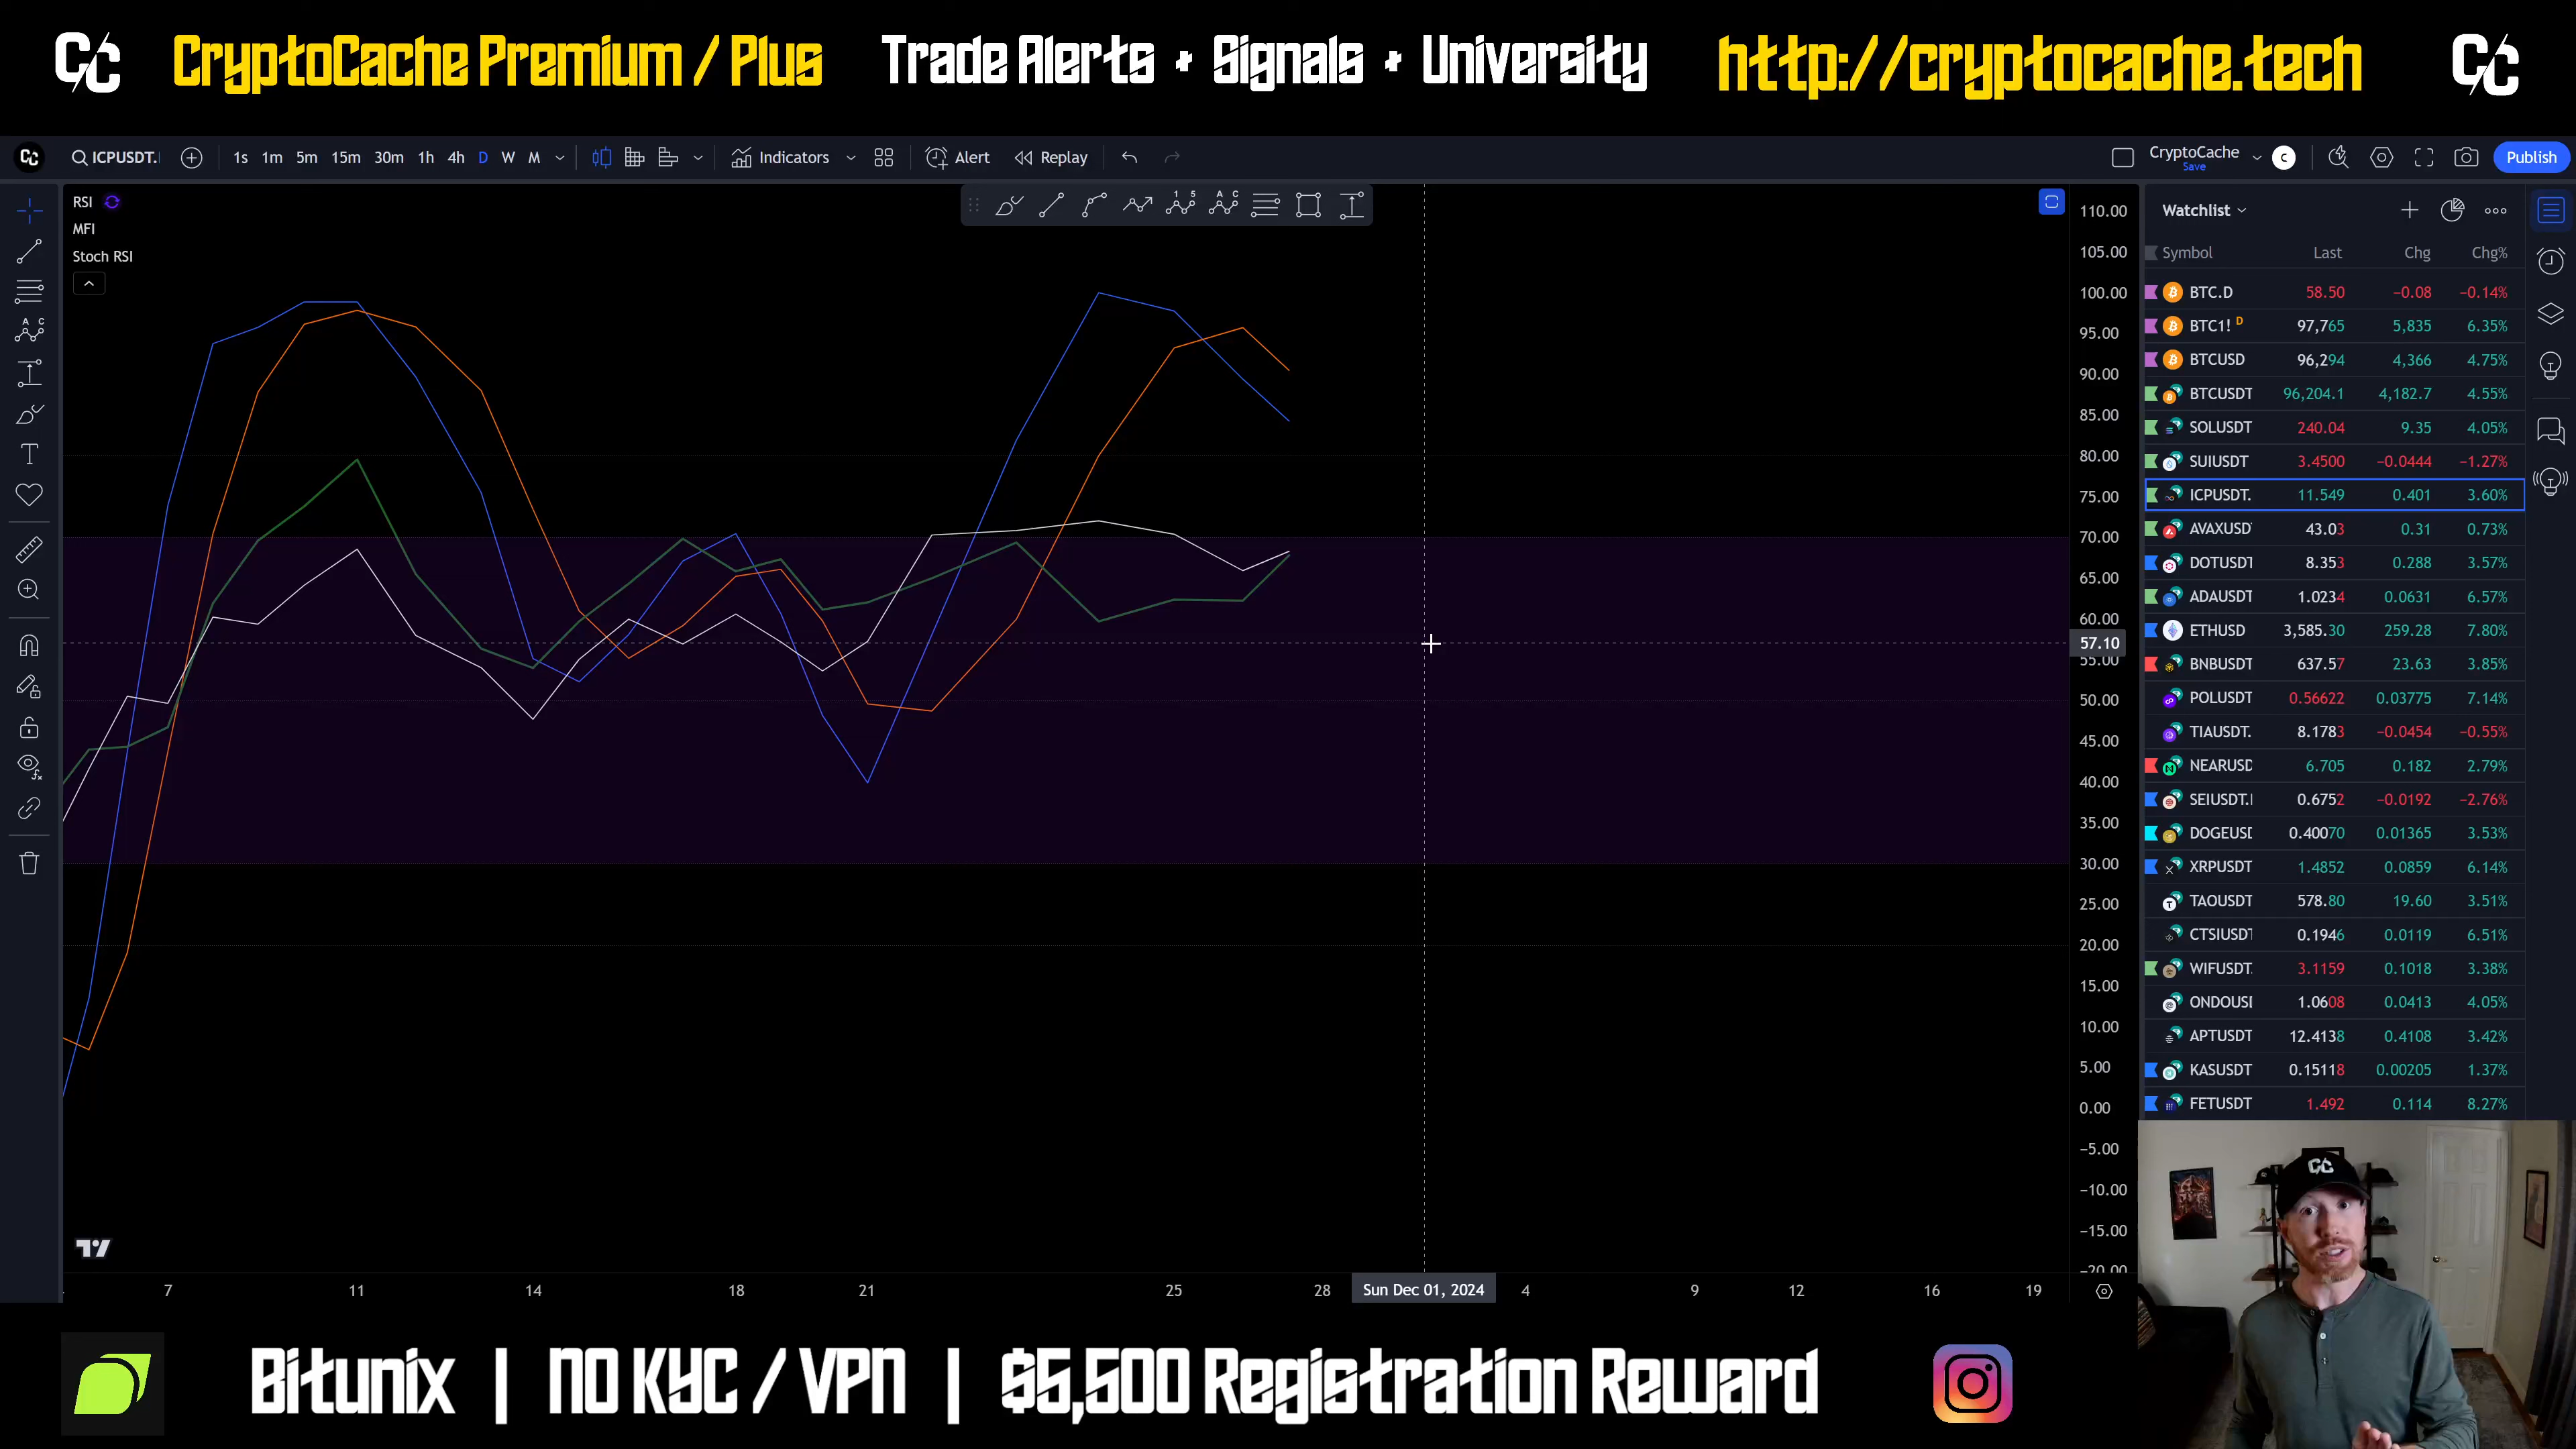 CC CryptoCache Premium / Plus Trade Alerts + Signals + University http://cryptocache.tech CC
CC ICPUSDT. 1s 1m 5m 15m 30m 1h 4h D W M Indicators Alert Replay CryptoCache Save C Publish
RSI
MFI
Stoch RSI
110.00
105.00
100.00
95.00
90.00
85.00
80.00
75.00
70.00
65.00
60.00
57.10
55.00
50.00
45.00
40.00
35.00
30.00
25.00
20.00
15.00
10.00
5.00
0.00
−5.00
−10.00
−15.00
−20.00
7 11 14 18 21 25 28 Sun Dec 01, 2024 4 9 12 16 19
Watchlist
Symbol Last Chg Chg%
BTC.D 58.50 −0.08 −0.14%
BTC1! D 97,765 5,835 6.35%
BTCUSD 96,294 4,366 4.75%
BTCUSDT 96,204.1 4,182.7 4.55%
SOLUSDT 240.04 9.35 4.05%
SUIUSDT 3.4500 −0.0444 −1.27%
ICPUSDT. 11.549 0.401 3.60%
AVAXUSD 43.03 0.31 0.73%
DOTUSDT 8.353 0.288 3.57%
ADAUSDT 1.0234 0.0631 6.57%
ETHUSD 3,585.30 259.28 7.80%
BNBUSDT 637.57 23.63 3.85%
POLUSDT 0.56622 0.03775 7.14%
TIAUSDT. 8.1783 −0.0454 −0.55%
NEARUSD 6.705 0.182 2.79%
SEIUSDT. 0.6752 −0.0192 −2.76%
DOGEUSD 0.40070 0.01365 3.53%
XRPUSDT 1.4852 0.0859 6.14%
TAOUSDT 578.80 19.60 3.51%
CTSIUSDT 0.1946 0.0119 6.51%
WIFUSDT. 3.1159 0.1018 3.38%
ONDOUSD 1.0608 0.0413 4.05%
APTUSDT 12.4138 0.4108 3.42%
KASUSDT 0.15118 0.00205 1.37%
FETUSDT 1.492 0.114 8.27%
CC
Bitunix | NO KYC / VPN | $5,500 Registration Reward